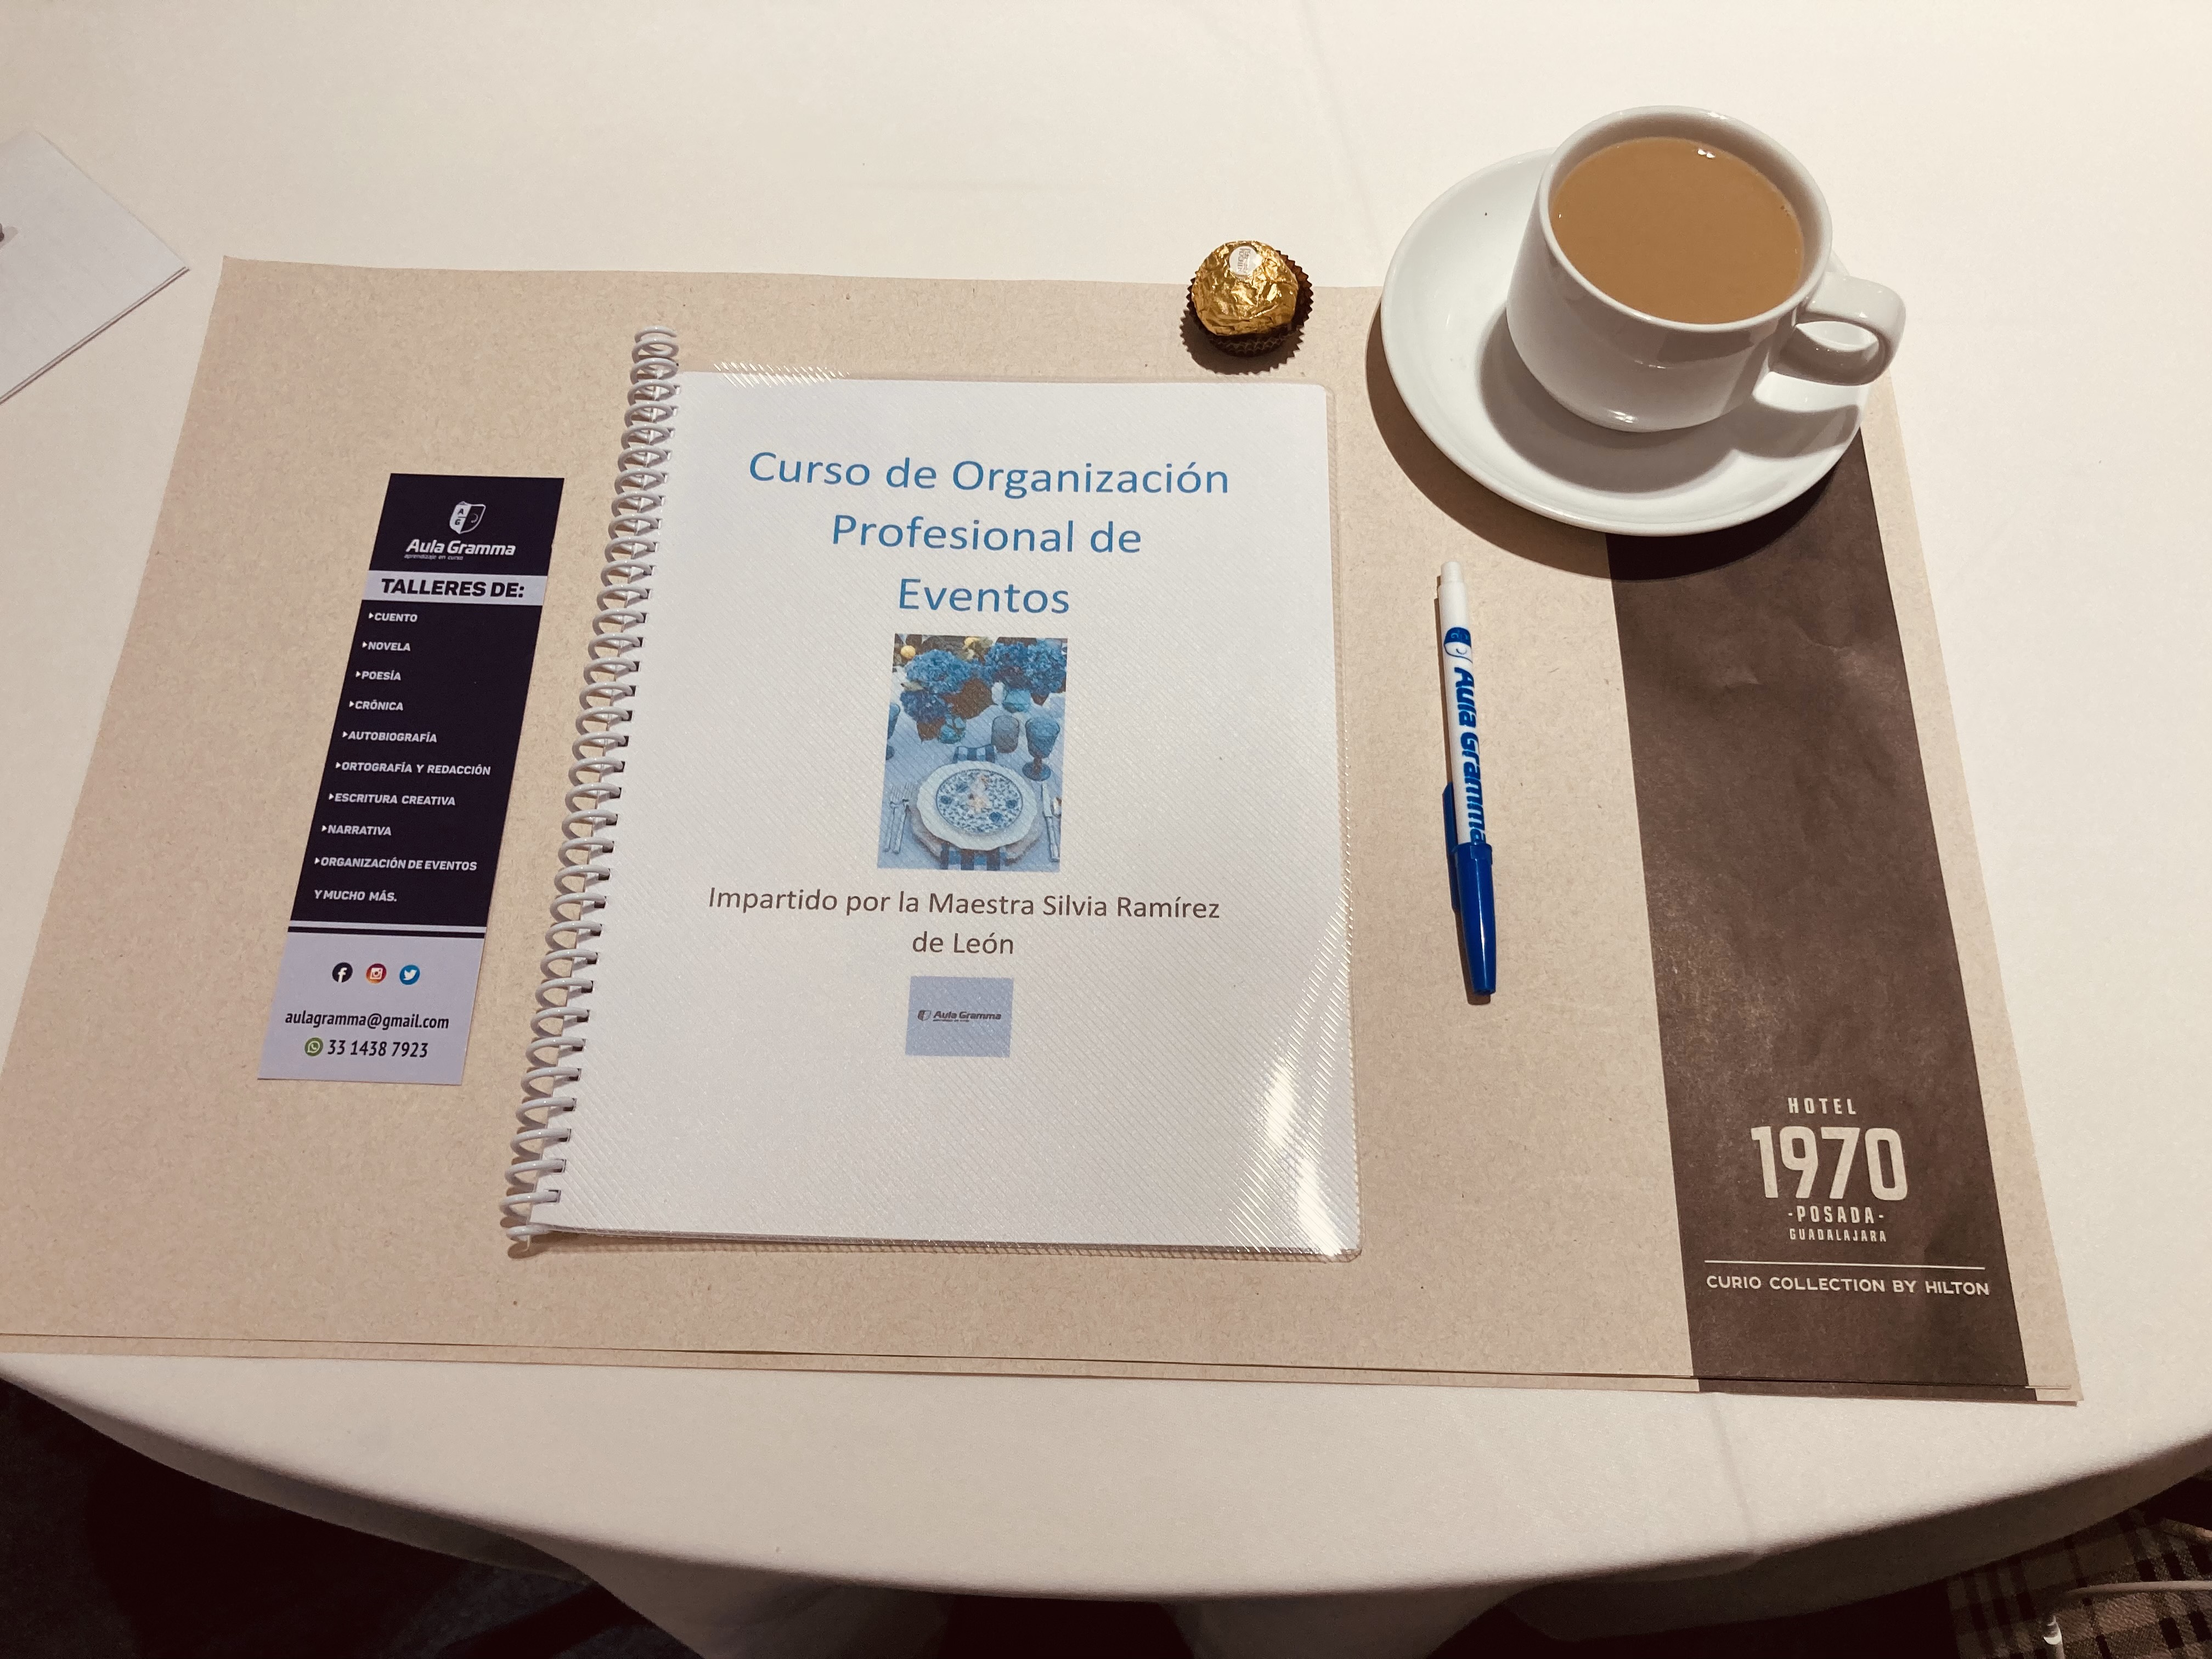 Aula Gramma
aprendizaje en curso
TALLERES DE:
CUENTO
NOVELA
POESÍA
CRÓNICA
AUTOBIOGRAFÍA
ORTOGRAFÍA Y REDACCIÓN
ESCRITURA CREATIVA
NARRATIVA
ORGANIZACIÓN DE EVENTOS
Y MUCHO MÁS.
aulagramma@gmail.com
33 1438 7923
Curso de Organización
Profesional de
Eventos
Impartido por la Maestra Silvia Ramírez
de León
Aula Gramma
Aula Gramma
HOTEL
1970
-POSADA-
GUADALAJARA
CURIO COLLECTION BY HILTON